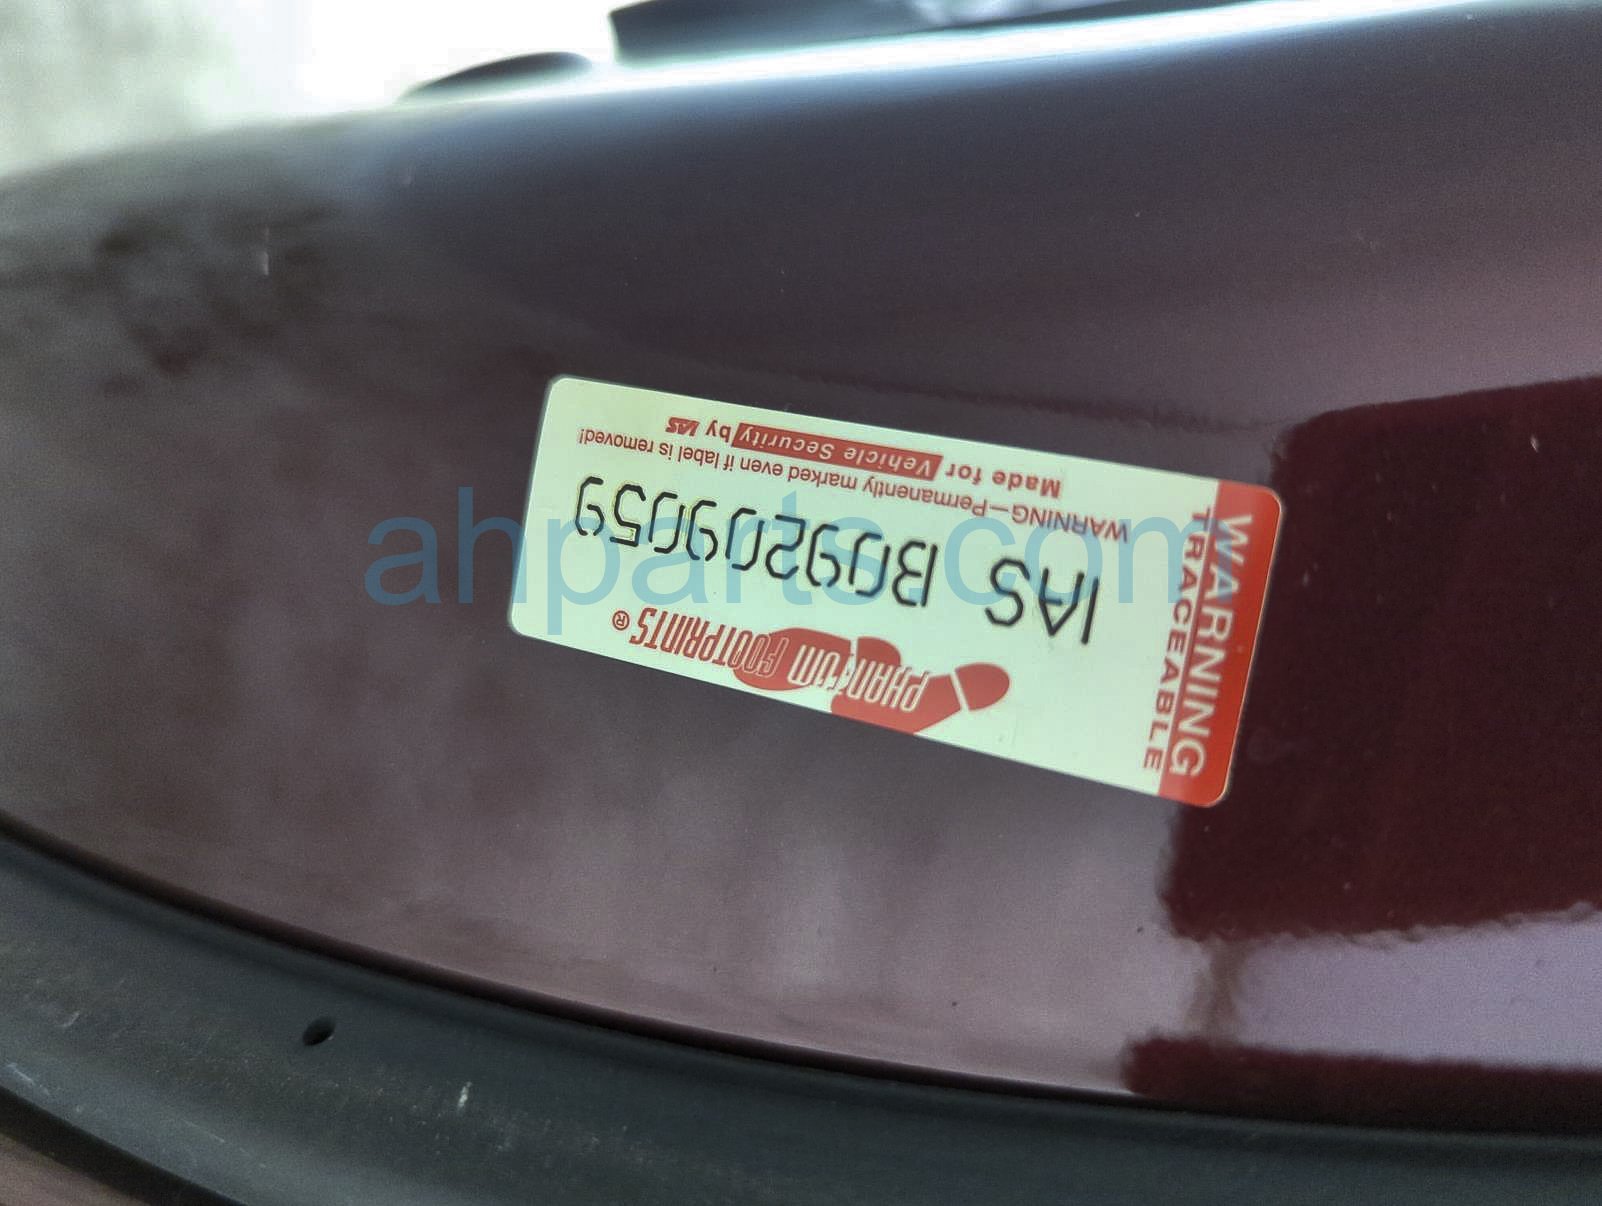 WARNING
TRACEABLE
PHANTOM FOOTPRINTS®
IAS B09209059
WARNING—Permanently marked even if label is removed!
Made for Vehicle Security by IAS
ahparts.com